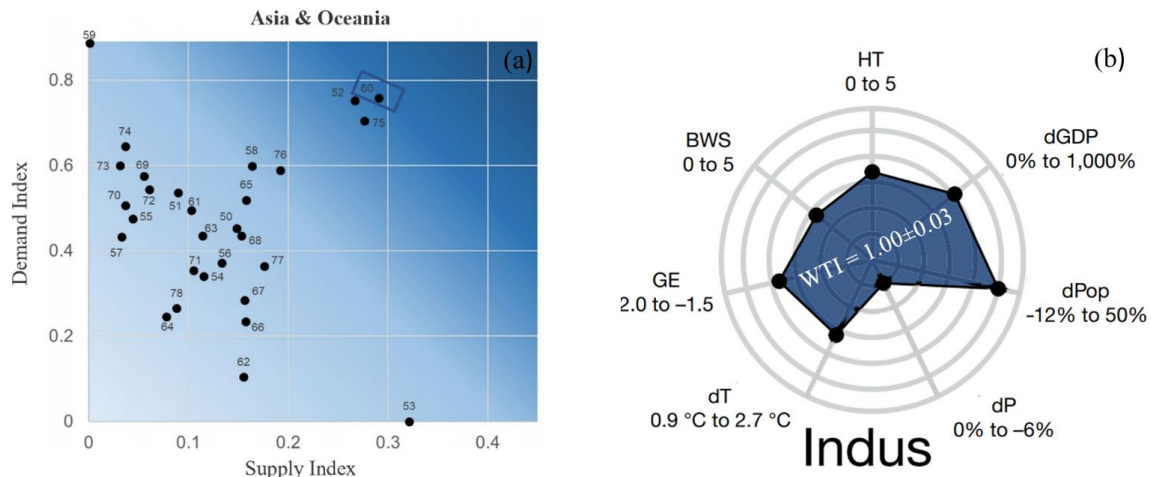 Asia & Oceania
(a)
Demand Index
Supply Index
0.8
0.6
0.4
0.2
0
0
0.1
0.2
0.3
0.4
59
52
60
75
74
73
69
72
70
55
57
51
61
58
76
65
50
63
68
56
71
54
77
78
64
67
66
62
53
(b)
HT
0 to 5
dGDP
0% to 1,000%
BWS
0 to 5
WTI = 1.00±0.03
GE
2.0 to –1.5
dPop
-12% to 50%
dT
0.9 °C to 2.7 °C
dP
0% to –6%
Indus